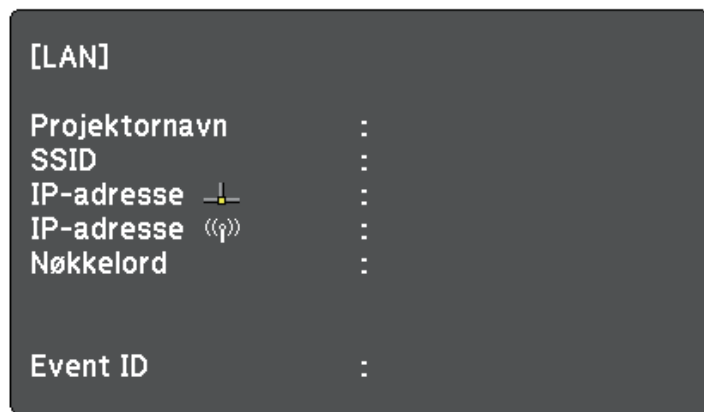 [LAN]
Projektornavn :
SSID :
IP-adresse :
IP-adresse :
Nøkkelord :
Event ID :